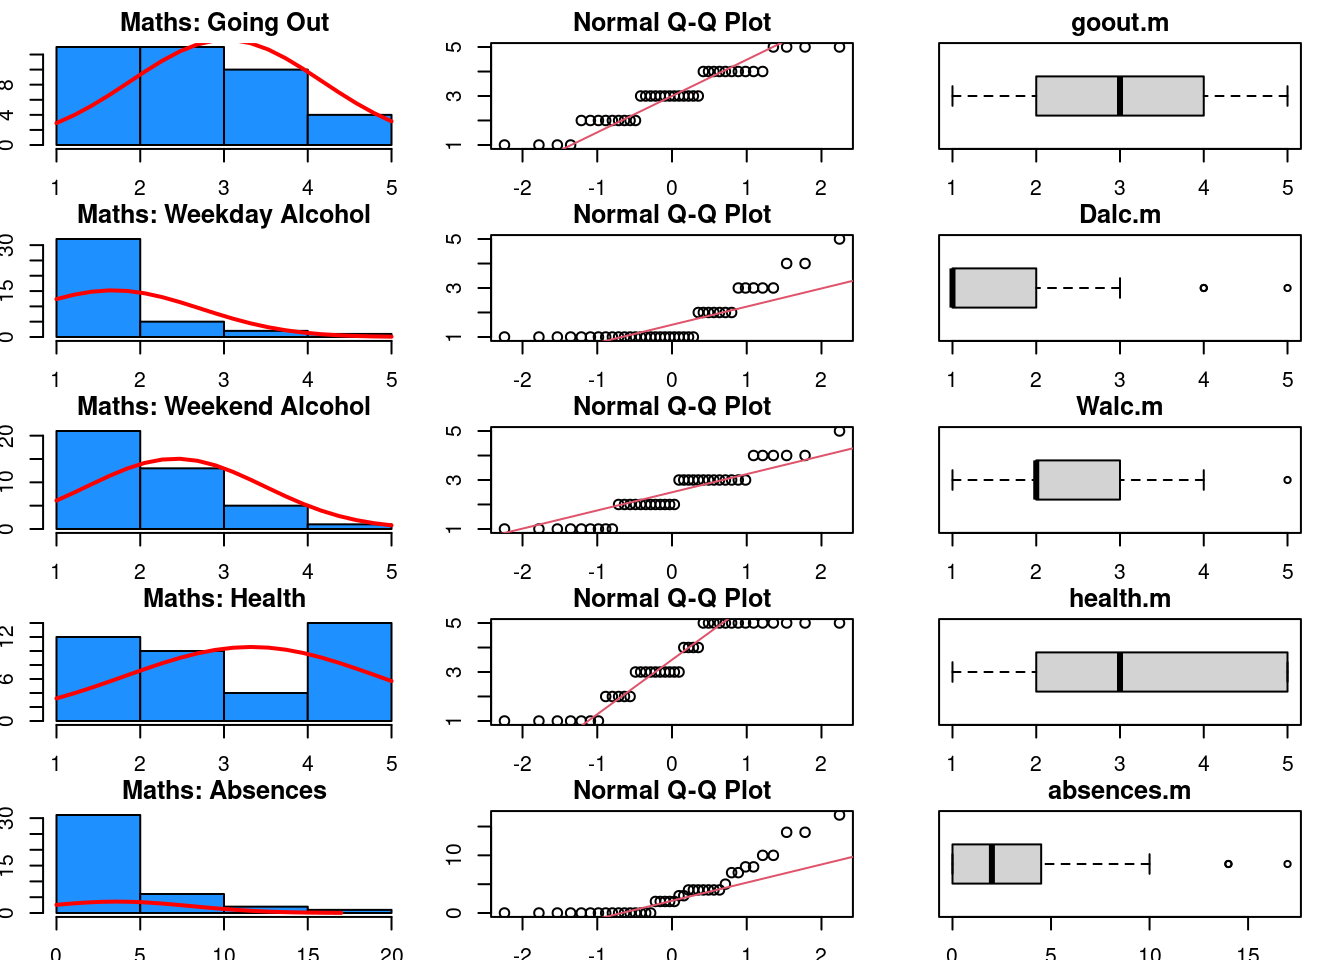 Maths: Going Out
Normal Q-Q Plot
goout.m
0 4 8
1 3 5
1 2 3 4 5
-2 -1 0 1 2
1 2 3 4 5
Maths: Weekday Alcohol
Normal Q-Q Plot
Dalc.m
0 15 30
1 3 5
1 2 3 4 5
-2 -1 0 1 2
1 2 3 4 5
Maths: Weekend Alcohol
Normal Q-Q Plot
Walc.m
0 10 20
1 3 5
1 2 3 4 5
-2 -1 0 1 2
1 2 3 4 5
Maths: Health
Normal Q-Q Plot
health.m
0 6 12
1 3 5
1 2 3 4 5
-2 -1 0 1 2
1 2 3 4 5
Maths: Absences
Normal Q-Q Plot
absences.m
0 15 30
0 10
0 5 10 15 20
-2 -1 0 1 2
0 5 10 15